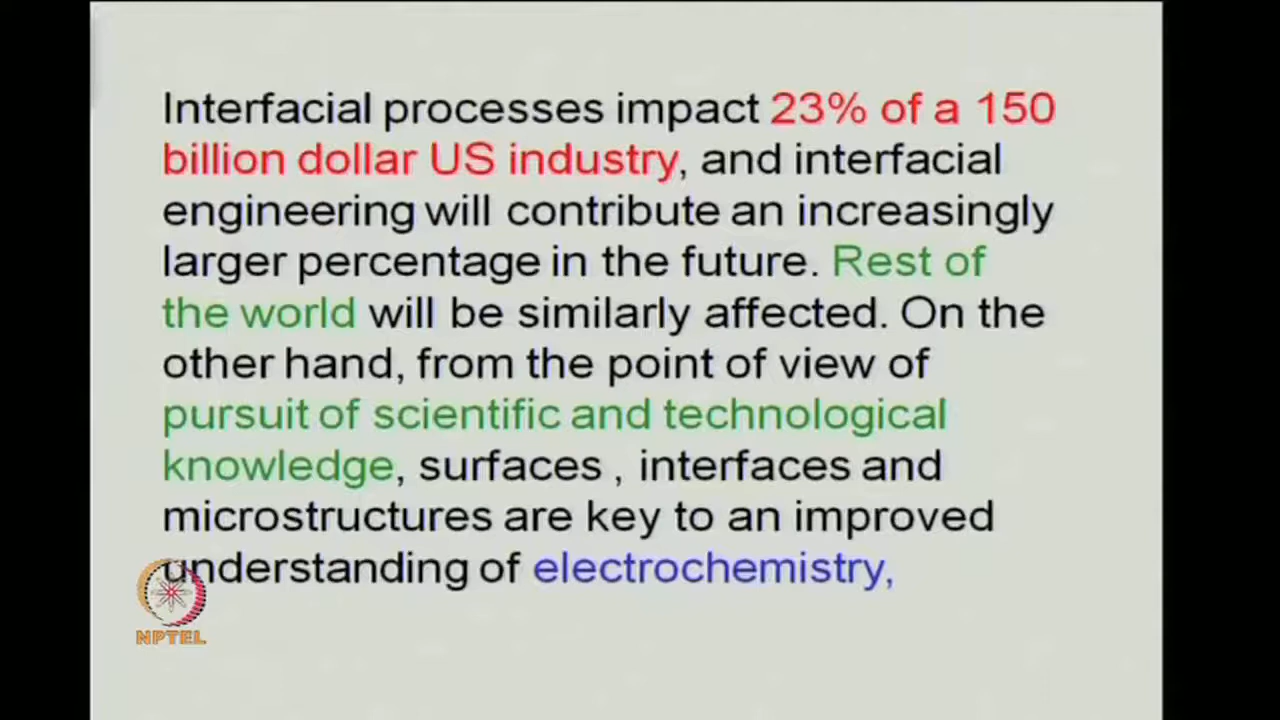 Interfacial processes impact 23% of a 150
billion dollar US industry, and interfacial
engineering will contribute an increasingly
larger percentage in the future. Rest of
the world will be similarly affected. On the
other hand, from the point of view of
pursuit of scientific and technological
knowledge, surfaces , interfaces and
microstructures are key to an improved
understanding of electrochemistry,
NPTEL